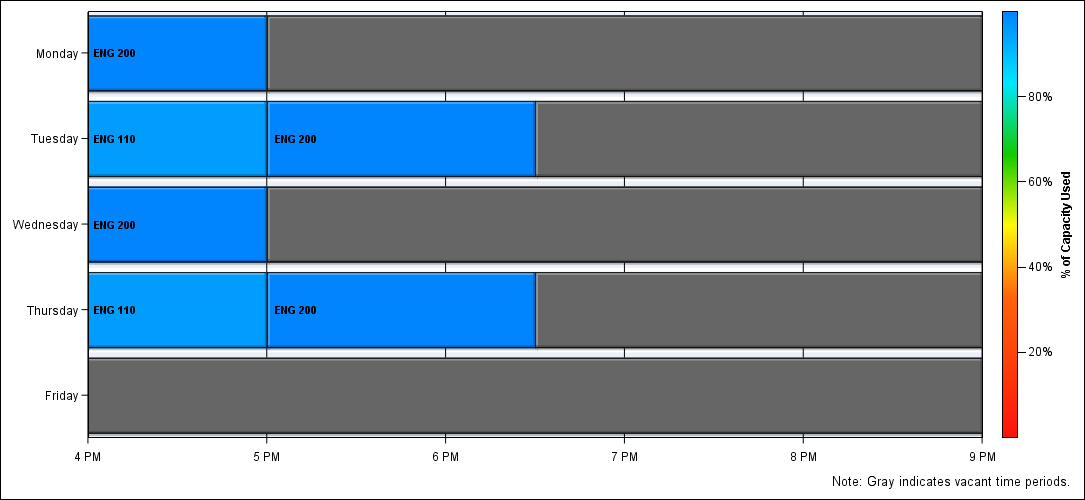 Monday
ENG 200
Tuesday
ENG 110
ENG 200
Wednesday
ENG 200
Thursday
ENG 110
ENG 200
Friday
4 PM
5 PM
6 PM
7 PM
8 PM
9 PM
80%
60%
40%
20%
% of Capacity Used
Note: Gray indicates vacant time periods.